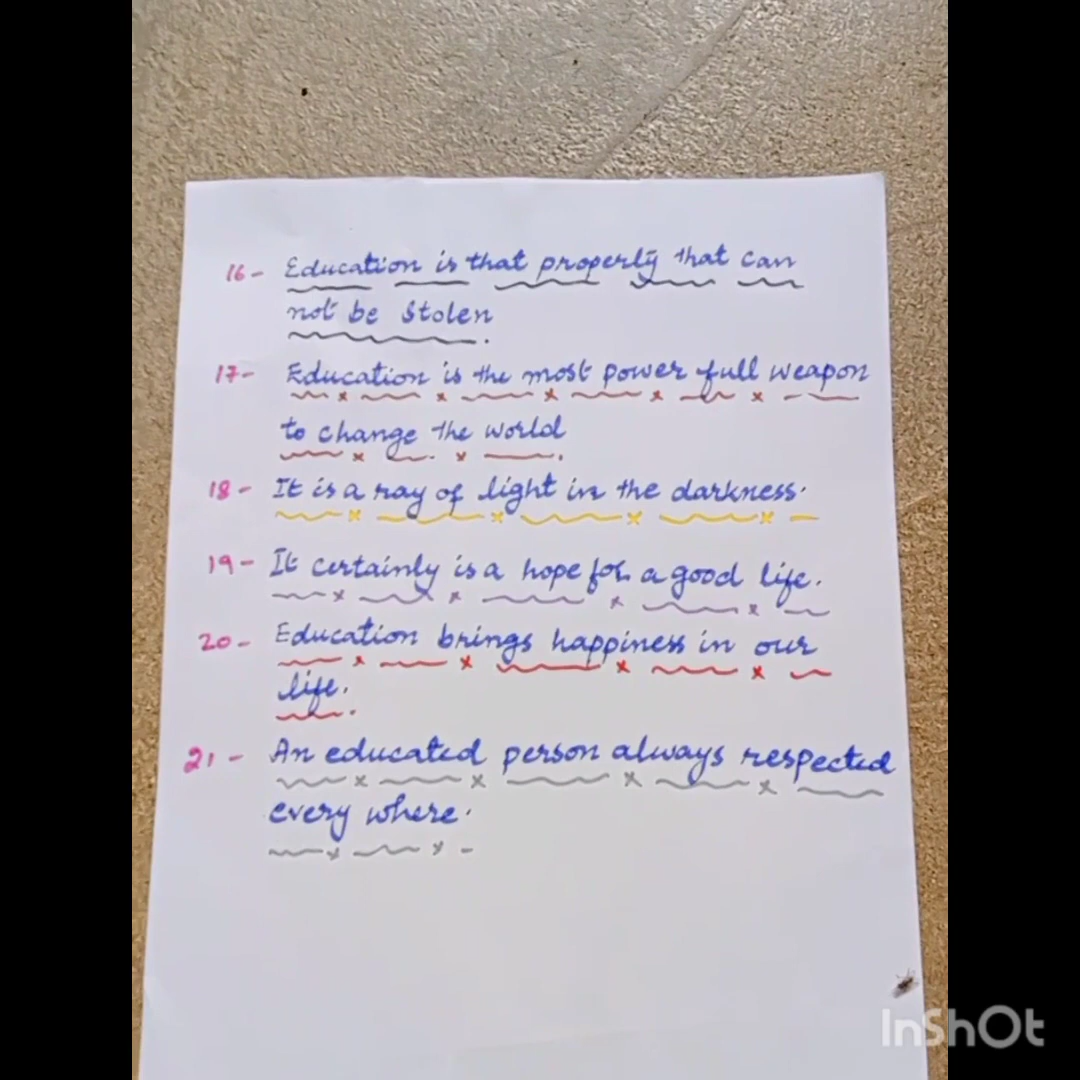 16- Education is that property that can
not be stolen
17- Education is the most power full weapon
to change the world
18- It is a ray of light in the darkness.
19- It certainly is a hope for a good life.
20- Education brings happiness in our
life.
21- An educated person always respected
every where.
InShOt